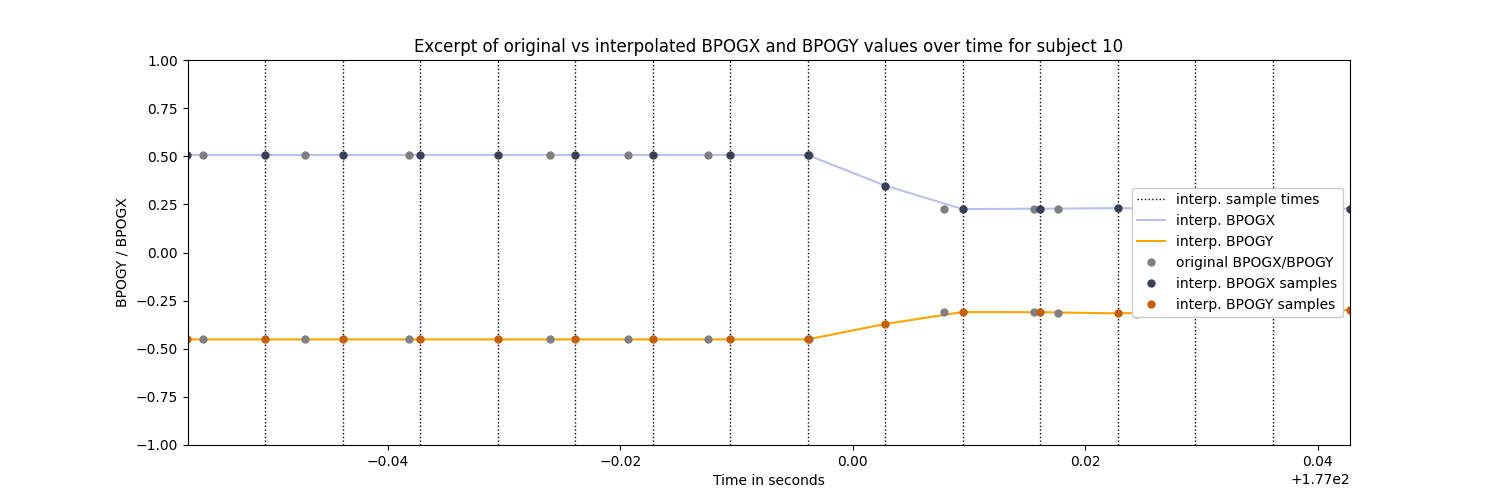 Excerpt of original vs interpolated BPOGX and BPOGY values over time for subject 10
1.00
0.75
0.50
0.25
0.00
−0.25
−0.50
−0.75
−1.00
BPOGY / BPOGX
interp. sample times
interp. BPOGX
interp. BPOGY
original BPOGX/BPOGY
interp. BPOGX samples
interp. BPOGY samples
−0.04
−0.02
0.00
0.02
0.04
+1.77e2
Time in seconds